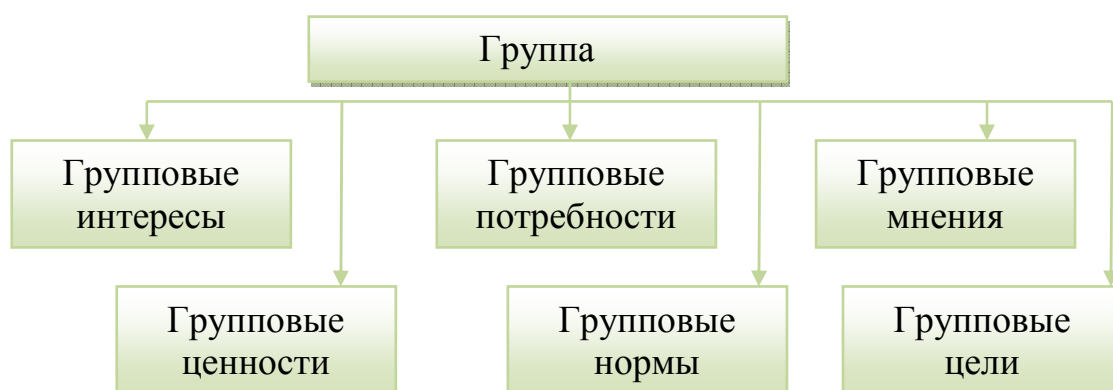 Группа
Групповые
интересы
Групповые
потребности
Групповые
мнения
Групповые
ценности
Групповые
нормы
Групповые
цели